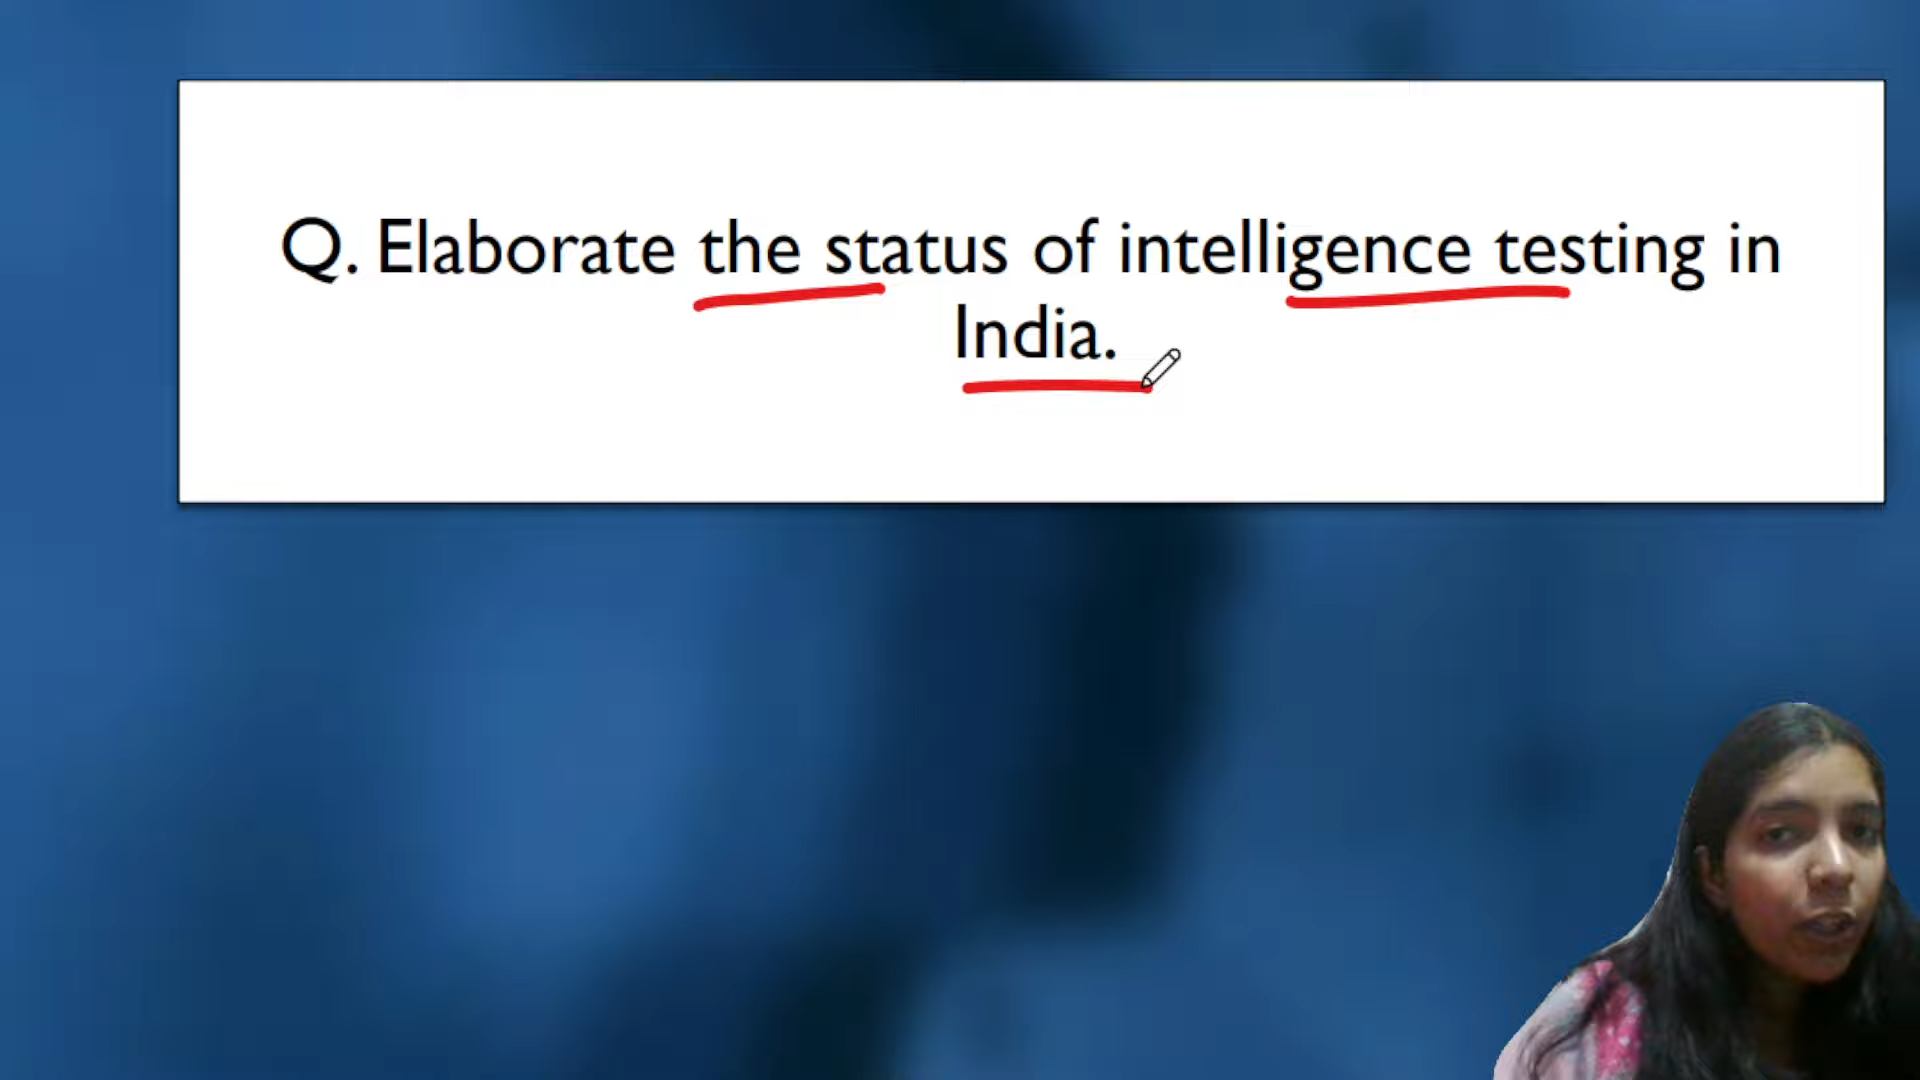 Q. Elaborate the status of intelligence testing in
India.